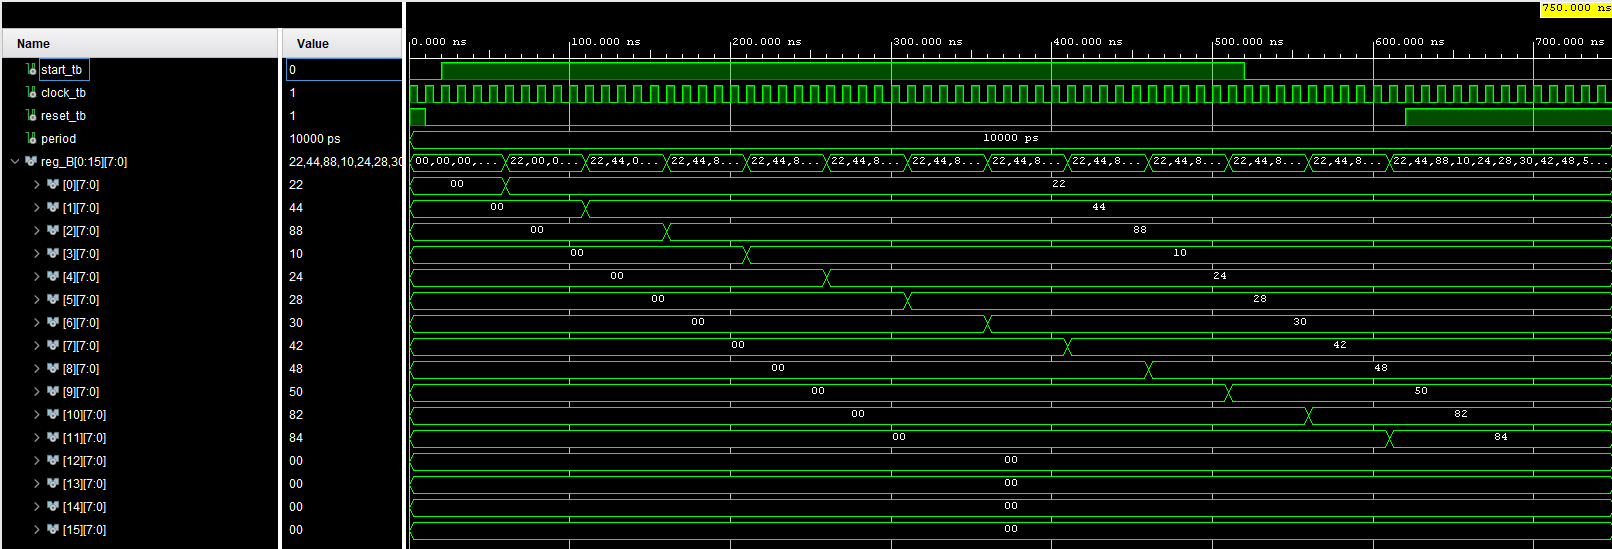 750.000 ns
Name Value 0.000 ns 100.000 ns 200.000 ns 300.000 ns 400.000 ns 500.000 ns 600.000 ns 700.000 ns
start_tb 0
clock_tb 1
reset_tb 1
period 10000 ps 10000 ps
reg_B[0:15][7:0] 22,44,88,10,24,28,30 00,00,00,... 22,00,0... 22,44,0... 22,44,8... 22,44,8... 22,44,8... 22,44,8... 22,44,8... 22,44,8... 22,44,8... 22,44,8... 22,44,8... 22,44,88,10,24,28,30,42,48,5...
[0][7:0] 22 00 22
[1][7:0] 44 00 44
[2][7:0] 88 00 88
[3][7:0] 10 00 10
[4][7:0] 24 00 24
[5][7:0] 28 00 28
[6][7:0] 30 00 30
[7][7:0] 42 00 42
[8][7:0] 48 00 48
[9][7:0] 50 00 50
[10][7:0] 82 00 82
[11][7:0] 84 00 84
[12][7:0] 00 00
[13][7:0] 00 00
[14][7:0] 00 00
[15][7:0] 00 00